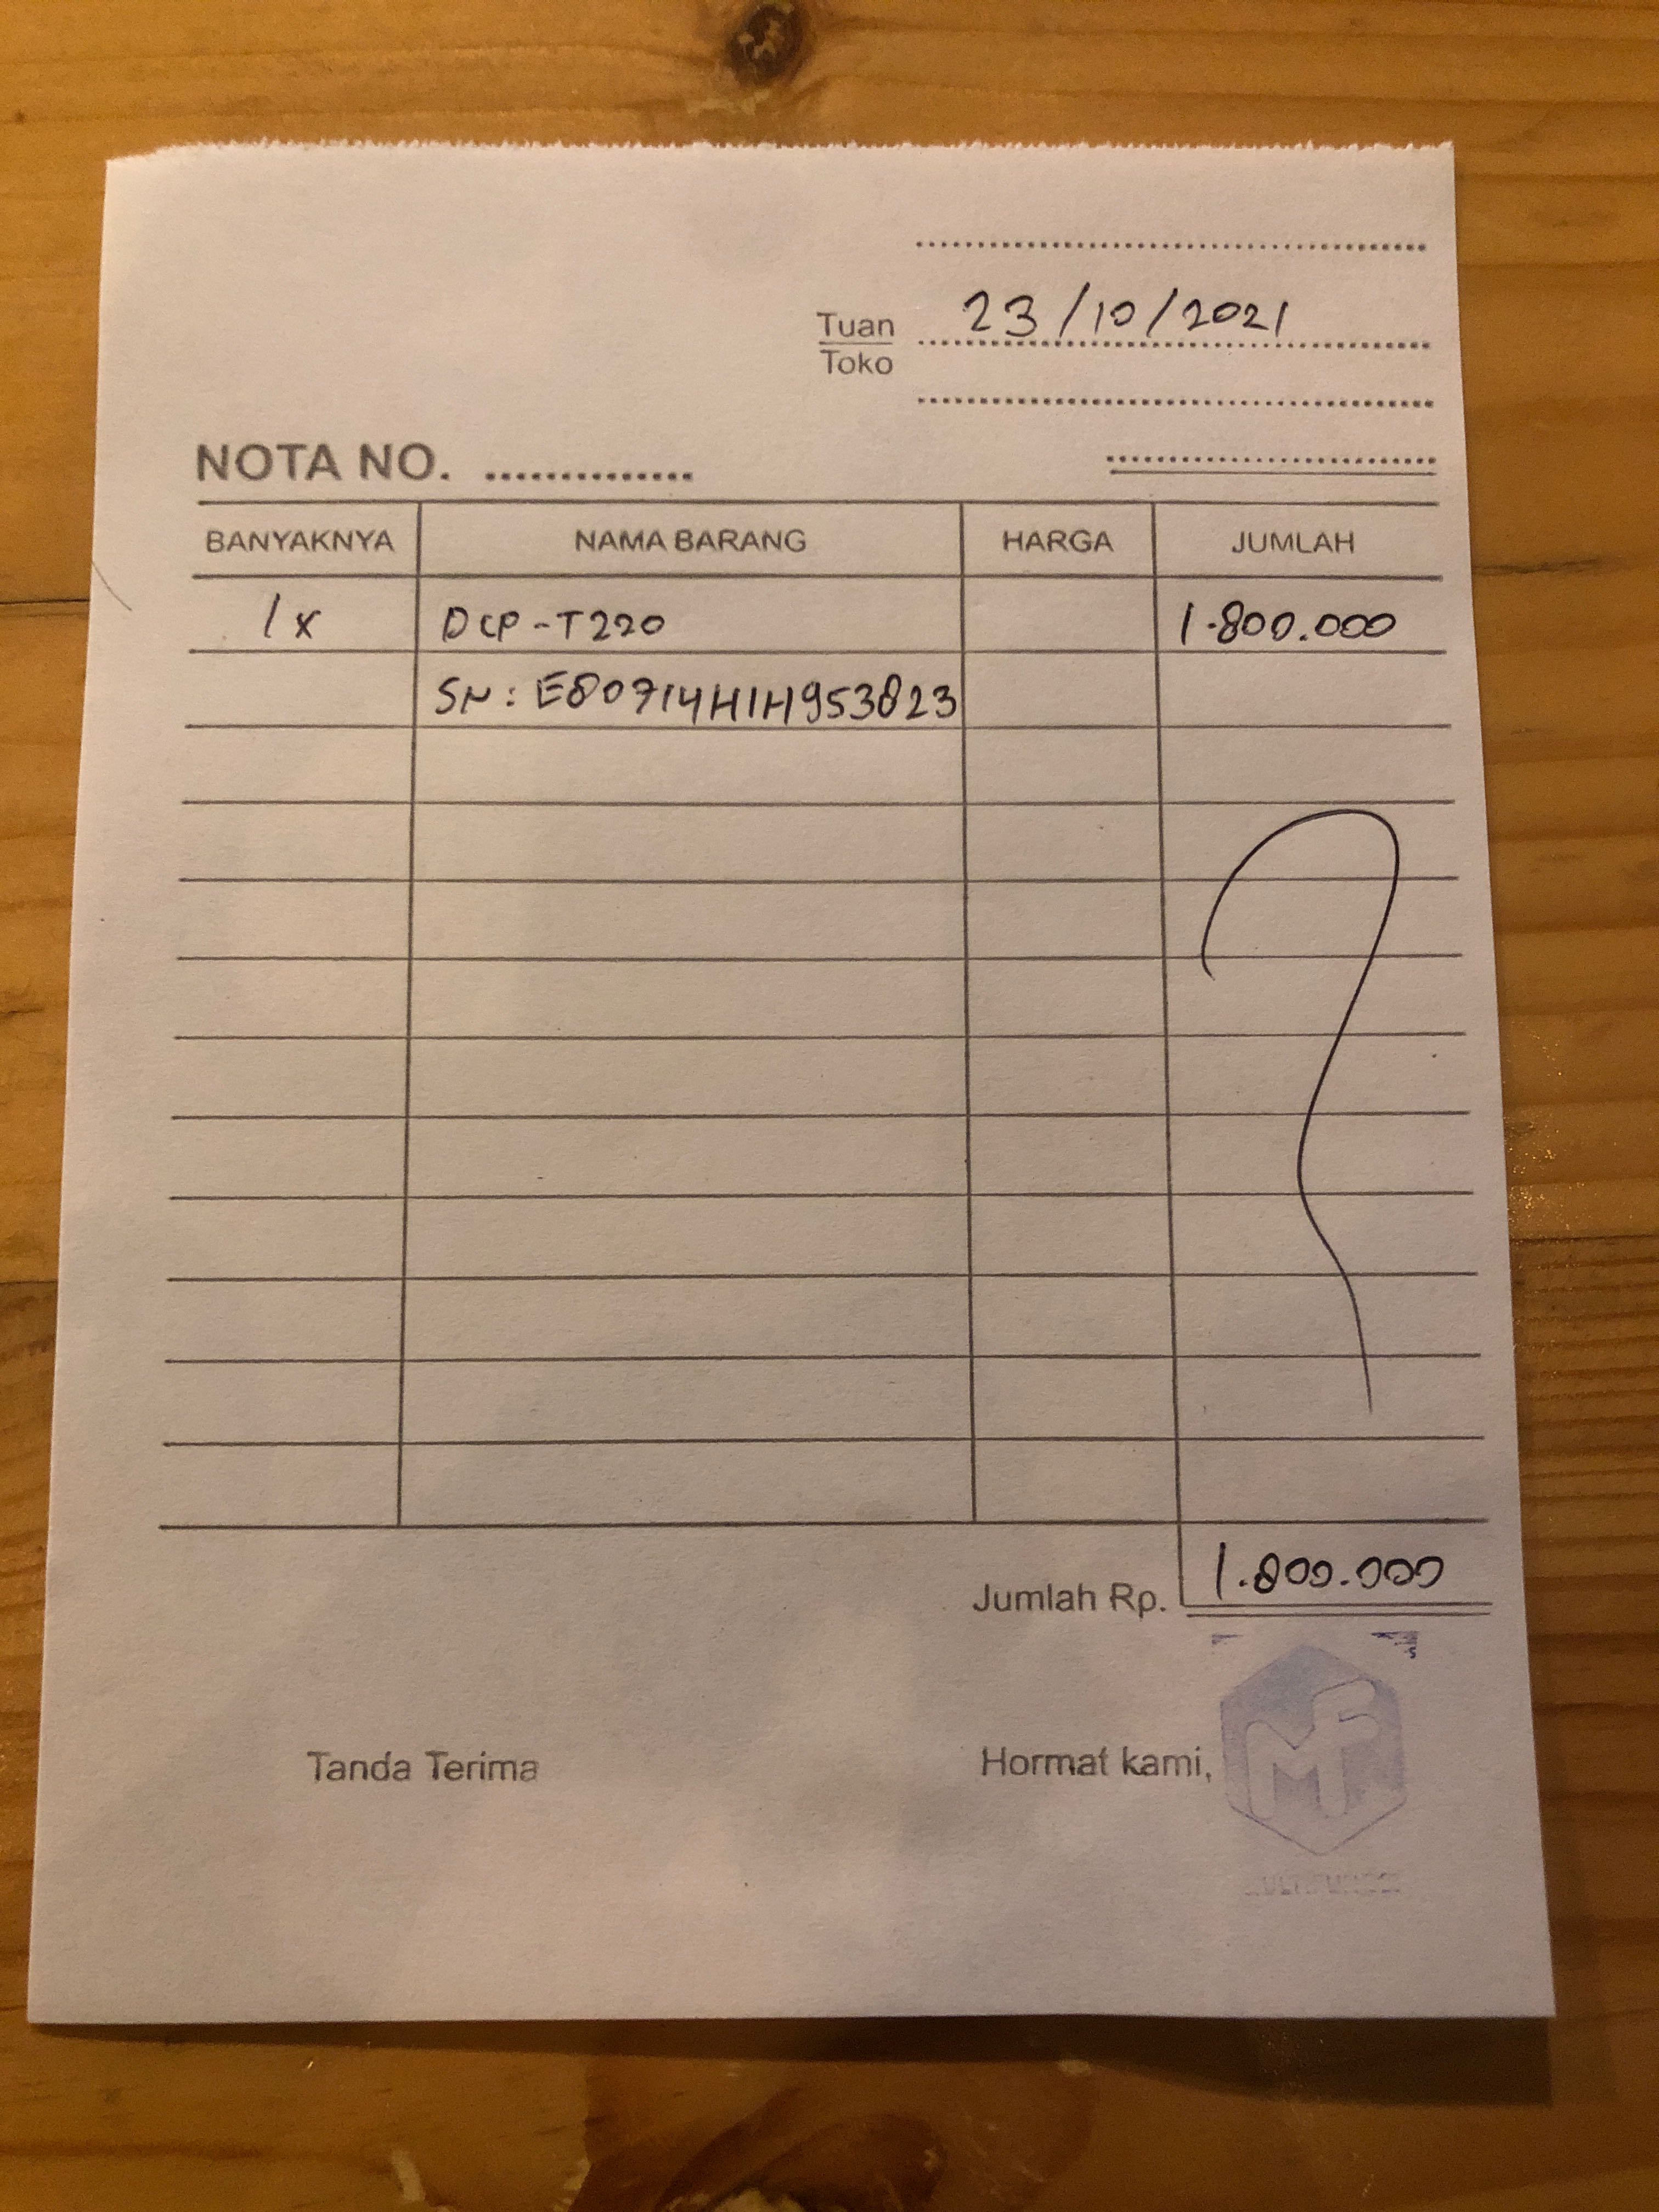 23/10/2021
Tuan
Toko
NOTA NO. ..............
BANYAKNYA NAMA BARANG HARGA JUMLAH
1x DCP-T220 1.800.000
SN: E80714H1H953823
Jumlah Rp. 1.800.000
Tanda Terima Hormat kami,
MF